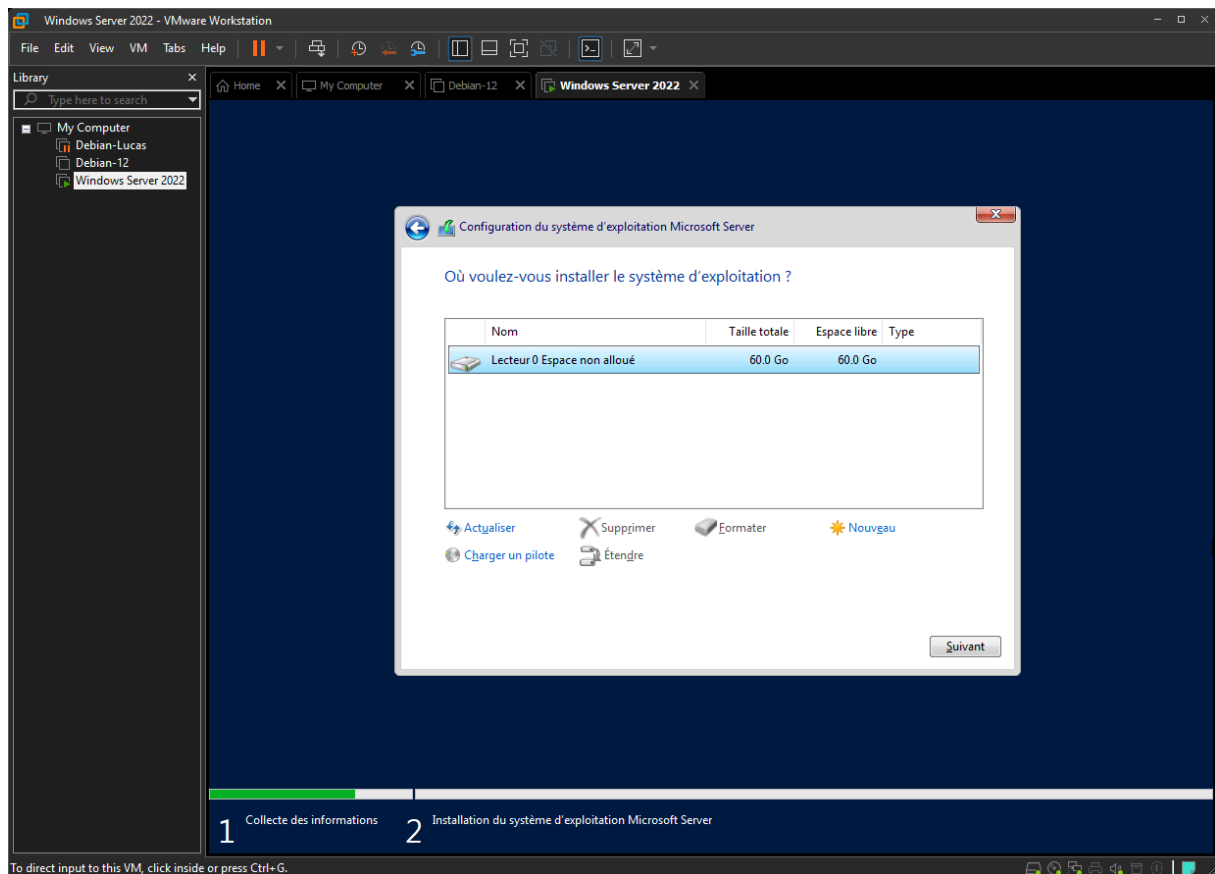 Windows Server 2022 - VMware Workstation
File Edit View VM Tabs Help
Library
Type here to search
My Computer
Debian-Lucas
Debian-12
Windows Server 2022
Home My Computer Debian-12 Windows Server 2022
Configuration du système d'exploitation Microsoft Server
Où voulez-vous installer le système d'exploitation ?
Nom Taille totale Espace libre Type
Lecteur 0 Espace non alloué 60.0 Go 60.0 Go
Actualiser Supprimer Formater Nouveau
Charger un pilote Étendre
Suivant
1 Collecte des informations 2 Installation du système d'exploitation Microsoft Server
To direct input to this VM, click inside or press Ctrl+G.